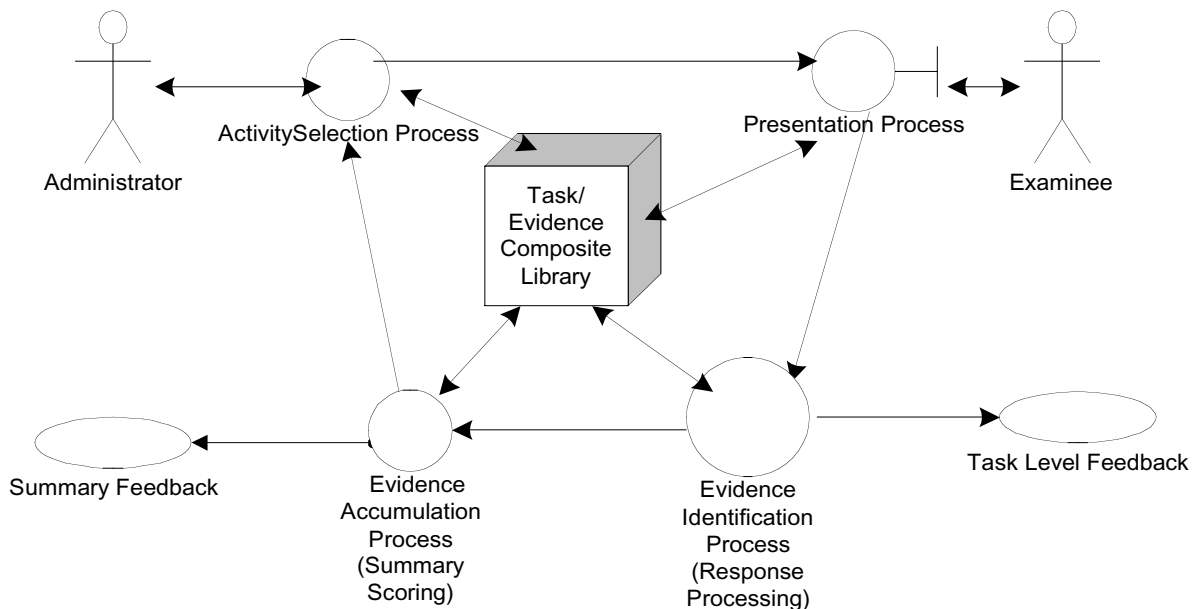 ActivitySelection Process
Presentation Process
Administrator
Examinee
Task/
Evidence
Composite
Library
Summary Feedback
Evidence
Accumulation
Process
(Summary
Scoring)
Evidence
Identification
Process
(Response
Processing)
Task Level Feedback